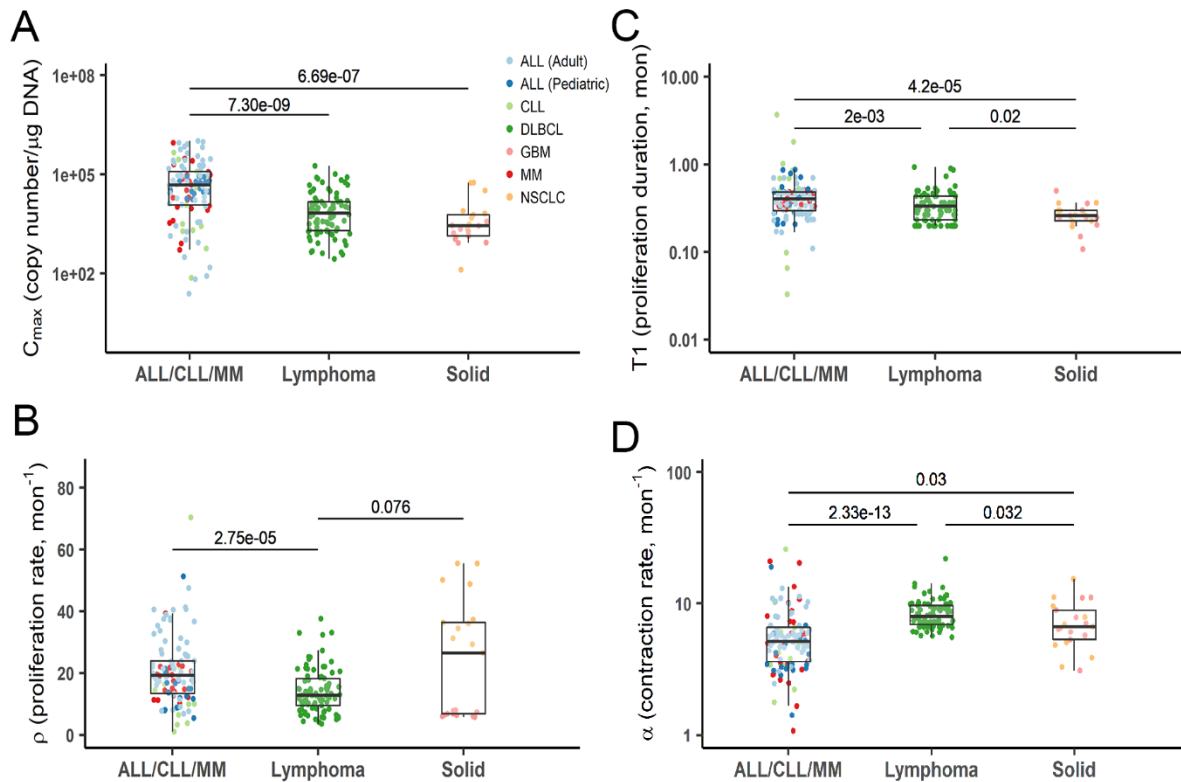 A
C_max (copy number/μg DNA)
1e+08
1e+05
1e+02
6.69e-07
7.30e-09
ALL (Adult)
ALL (Pediatric)
CLL
DLBCL
GBM
MM
NSCLC
ALL/CLL/MM Lymphoma Solid
C
T1 (proliferation duration, mon)
10.00
1.00
0.10
0.01
4.2e-05
2e-03 0.02
ALL/CLL/MM Lymphoma Solid
B
ρ (proliferation rate, mon⁻¹)
80
60
40
20
0
0.076
2.75e-05
ALL/CLL/MM Lymphoma Solid
D
α (contraction rate, mon⁻¹)
100
10
1
0.03
2.33e-13 0.032
ALL/CLL/MM Lymphoma Solid